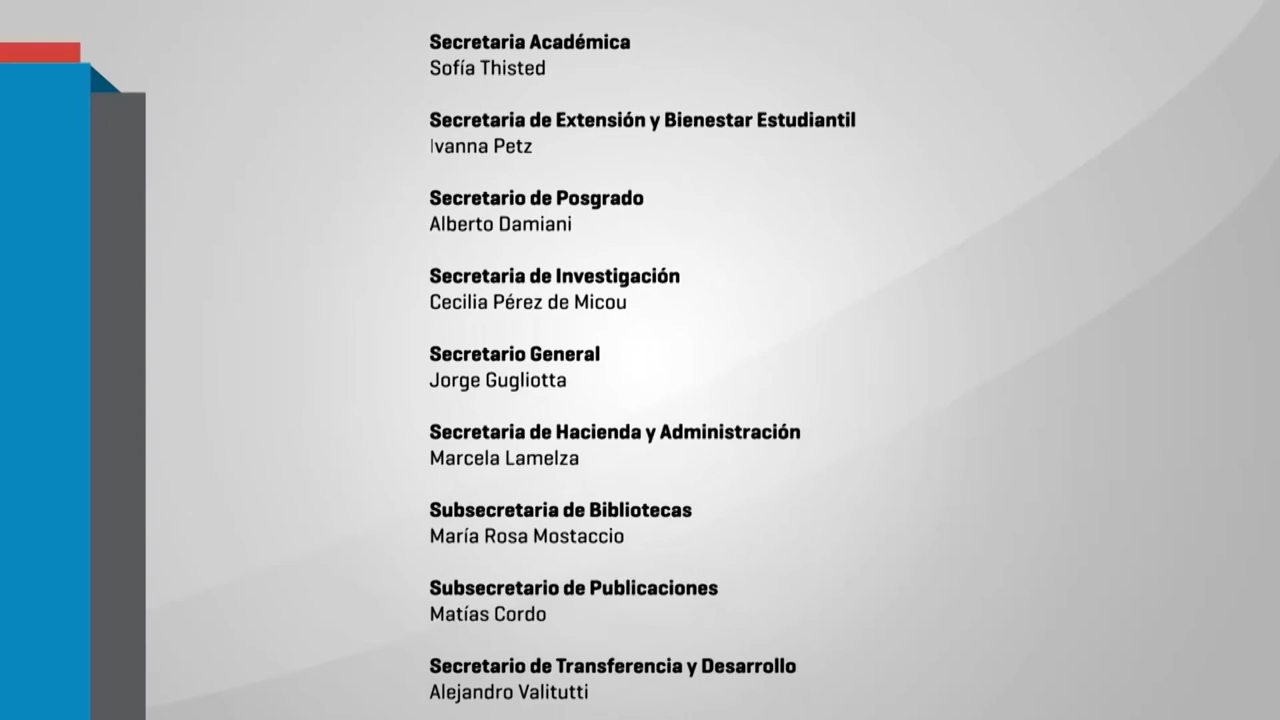 Secretaria Académica
Sofía Thisted
Secretaria de Extensión y Bienestar Estudiantil
Ivanna Petz
Secretario de Posgrado
Alberto Damiani
Secretaria de Investigación
Cecilia Pérez de Micou
Secretario General
Jorge Gugliotta
Secretaria de Hacienda y Administración
Marcela Lamelza
Subsecretaria de Bibliotecas
María Rosa Mostaccio
Subsecretario de Publicaciones
Matías Cordo
Secretario de Transferencia y Desarrollo
Alejandro Valitutti